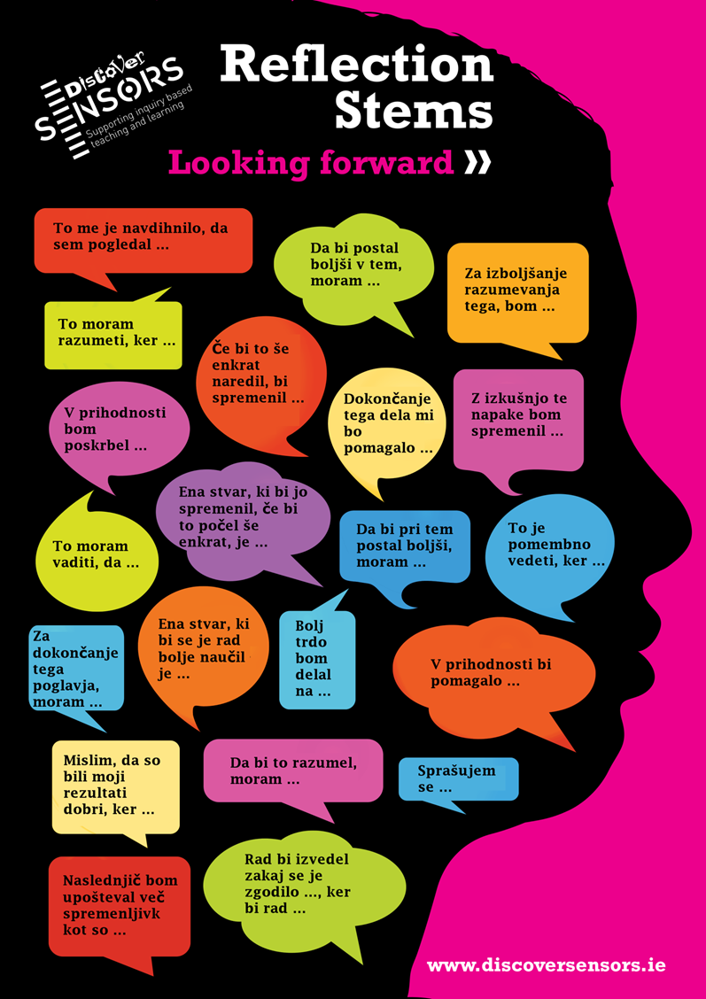 Discover
SENSORS
Supporting inquiry based
teaching and learning
Reflection
Stems
Looking forward
To me je navdihnilo, da
sem pogledal ...
Da bi postal
boljši v tem,
moram ...
Za izboljšanje
razumevanja
tega, bom ...
To moram
razumeti, ker ...
Če bi to še
enkrat
naredil, bi
spremenil ...
Dokončanje
tega dela mi
bo
pomagalo ...
Z izkušnjo te
napake bom
spremenil ...
V prihodnosti
bom
poskrbel ...
Ena stvar, ki bi jo
spremenil, če bi
to počel še
enkrat, je ...
Da bi pri tem
postal boljši,
moram ...
To je
pomembno
vedeti, ker ...
To moram
vaditi, da ...
Za
dokončanje
tega
poglavja,
moram ...
Ena stvar, ki
bi se je rad
bolje naučil
je ...
Bolj
trdo
bom
delal
na ...
V prihodnosti bi
pomagalo ...
Mislim, da so
bili moji
rezultati
dobri, ker ...
Da bi to razumel,
moram ...
Sprašujem
se ...
Naslednjič bom
upošteval več
spremenljivk
kot so ...
Rad bi izvedel
zakaj se je
zgodilo ..., ker
bi rad ...
www.discoversensors.ie